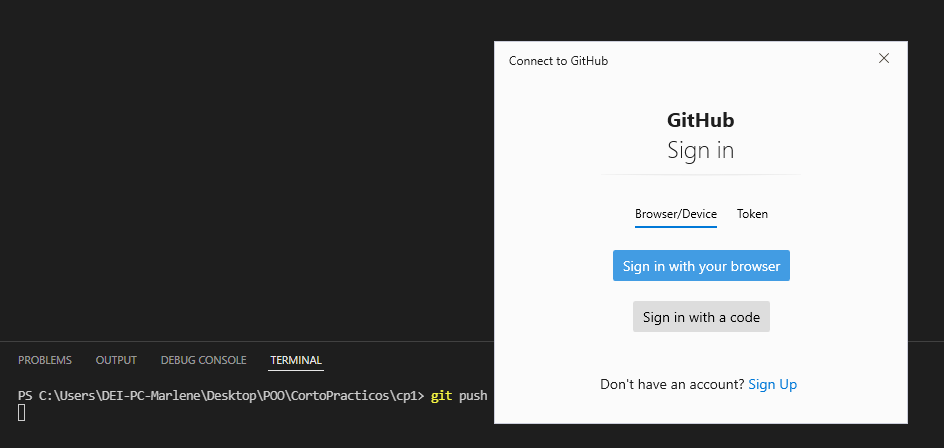 Connect to GitHub
GitHub
Sign in
Browser/Device Token
Sign in with your browser
Sign in with a code
Don't have an account? Sign Up
PROBLEMS OUTPUT DEBUG CONSOLE TERMINAL
PS C:\Users\DEI-PC-Marlene\Desktop\POO\CortoPracticos\cp1> git push